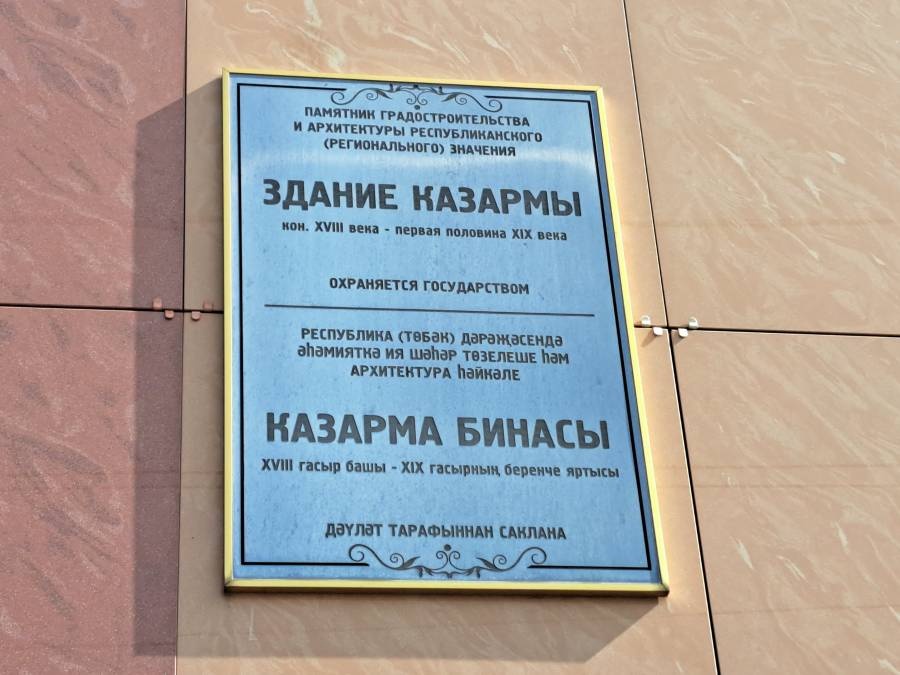 ПАМЯТНИК ГРАДОСТРОИТЕЛЬСТВА
И АРХИТЕКТУРЫ РЕСПУБЛИКАНСКОГО
(РЕГИОНАЛЬНОГО) ЗНАЧЕНИЯ
ЗДАНИЕ КАЗАРМЫ
кон. XVIII века - первая половина XIX века
ОХРАНЯЕТСЯ ГОСУДАРСТВОМ
РЕСПУБЛИКА (ТӨБӘК) ДӘРӘҖӘСЕНДӘ
ӘҺӘМИЯТКӘ ИЯ ШӘҺӘР ТӨЗЕЛЕШЕ ҺӘМ
АРХИТЕКТУРА ҺӘЙКӘЛЕ
КАЗАРМА БИНАСЫ
XVIII гасыр башы - XIX гасырның беренче яртысы
ДӘҮЛӘТ ТАРАФЫННАН САКЛАНА